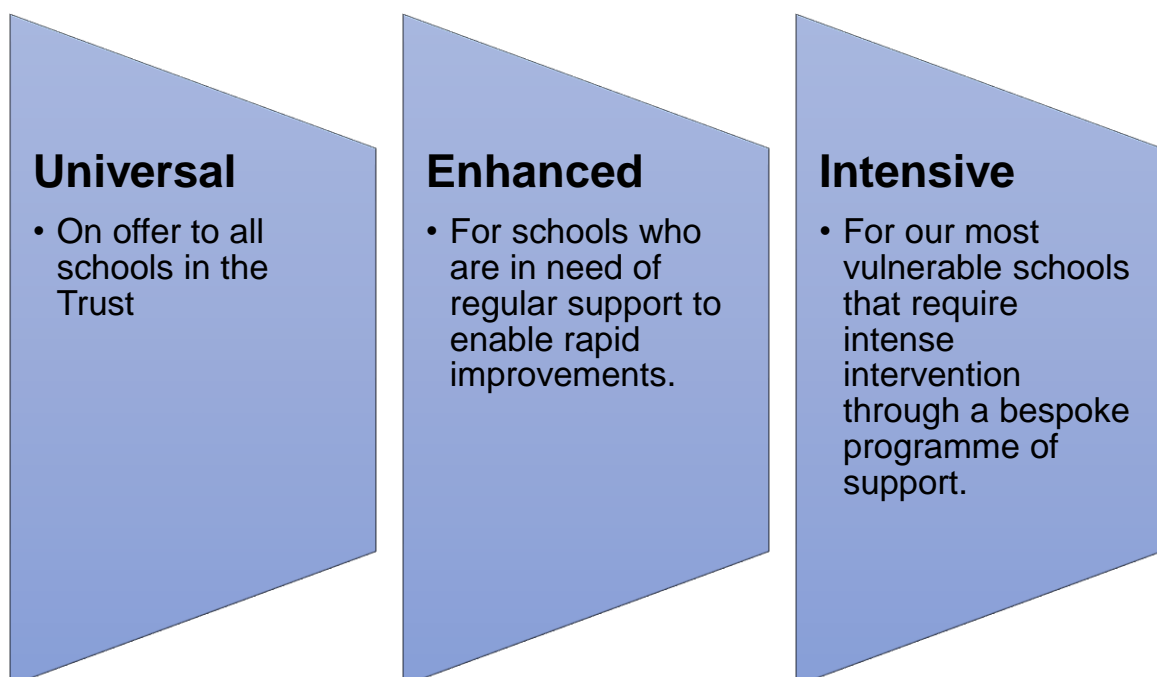 Universal
• On offer to all
schools in the
Trust
Enhanced
• For schools who
are in need of
regular support to
enable rapid
improvements.
Intensive
• For our most
vulnerable schools
that require
intense
intervention
through a bespoke
programme of
support.